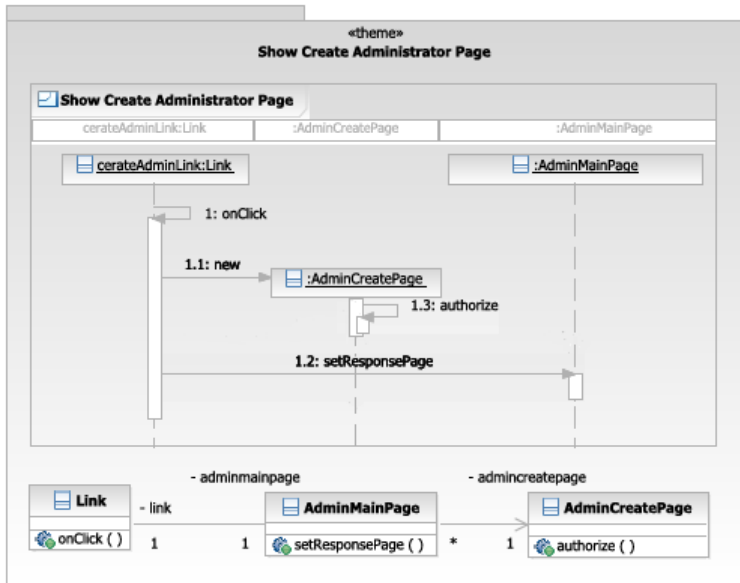 «theme»
Show Create Administrator Page
Show Create Administrator Page
cerateAdminLink:Link :AdminCreatePage :AdminMainPage
cerateAdminLink:Link :AdminMainPage
1: onClick
1.1: new
:AdminCreatePage
1.3: authorize
1.2: setResponsePage
- adminmainpage - admincreatepage
Link - link AdminMainPage AdminCreatePage
onClick ( ) 1 1 setResponsePage ( ) * 1 authorize ( )